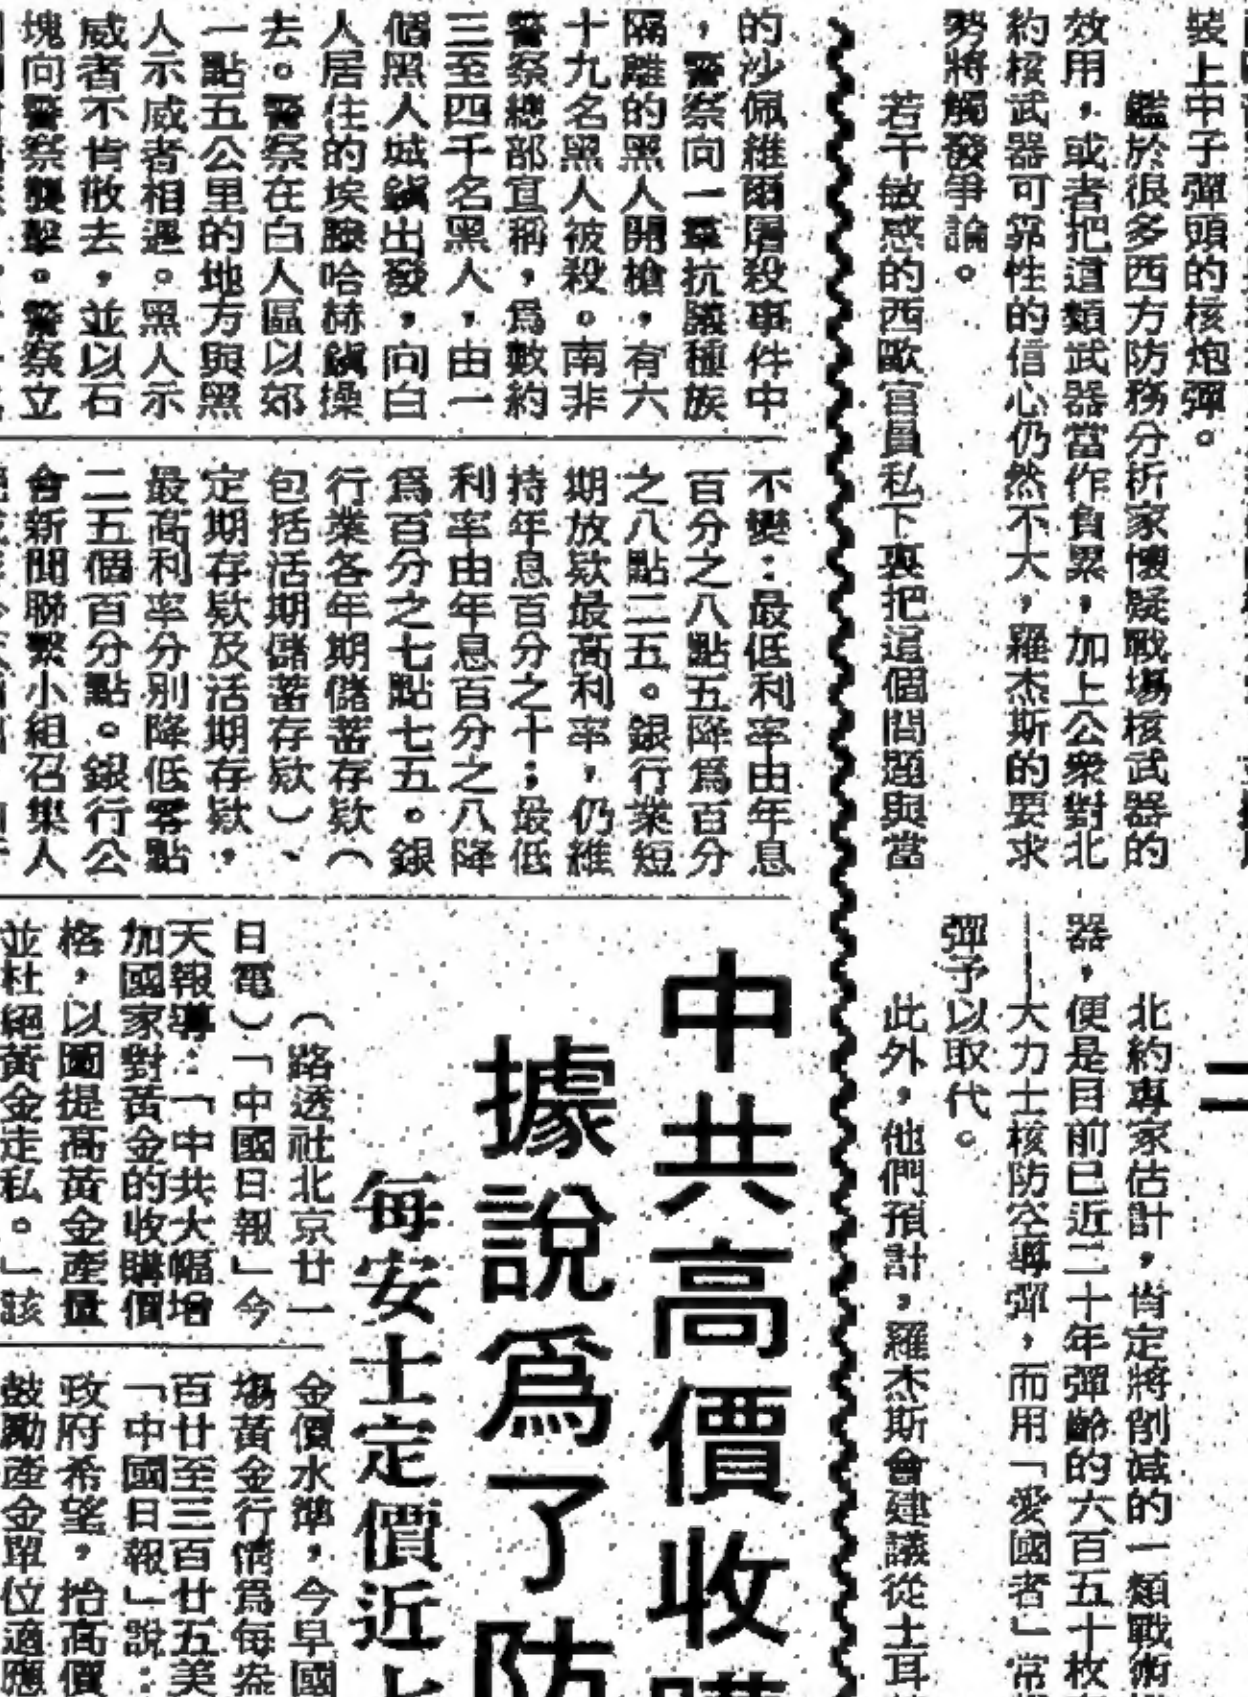 裝上中子彈頭的核炮彈。
鑑於很多西方防務分析家懷疑戰場核武器的
效用，或者把這類武器當作負累，加上公衆對北
約核武器可靠性的信心仍然不大，羅杰斯的要求
勢將觸發爭論。
若干敏感的西歐官員私下裏把這個問題與當
北約專家估計，肯定將削減的一類戰術
器，便是目前已近二十年彈齡的六百五十枚
——大力士核防空導彈，而用「愛國者」常
彈予以取代。
此外，他們預計，羅杰斯會建議從土耳
的沙佩維爾屠殺事件中
，警察向一羣抗議種族
隔離的黑人開槍，有六
十九名黑人被殺。南非
警察總部宣稱，爲數約
三至四千名黑人，由一
個黑人城鎮出發，向白
人居住的埃滕哈赫鎮操
去。警察在白人區以郊
一點五公里的地方與黑
人示威者相遇。黑人示
威者不肯散去，並以石
塊向警察襲擊。警察立
不變：最低利率由年息
百分之八點五降爲百分
之八點二五。銀行業短
期放欵最高利率，仍維
持年息百分之十；最低
利率由年息百分之八降
爲百分之七點七五。銀
行業各年期儲蓄存欵（
包括活期儲蓄存欵）、
定期存欵及活期存欵，
最高利率分別降低零點
二五個百分點。銀行公
會新聞聯繫小組召集人
中共高價收購
據說爲了防
每安士定價近七
（路透社北京廿一
日電）「中國日報」今
天報導：「中共大幅增
加國家對黃金的收購價
格，以圖提高黃金產量
並杜絕黃金走私。」該
金價水準，今早國
場黃金行情爲每盎
百廿至三百廿五美
「中國日報」說：
政府希望，抬高價
鼓勵產金單位適應